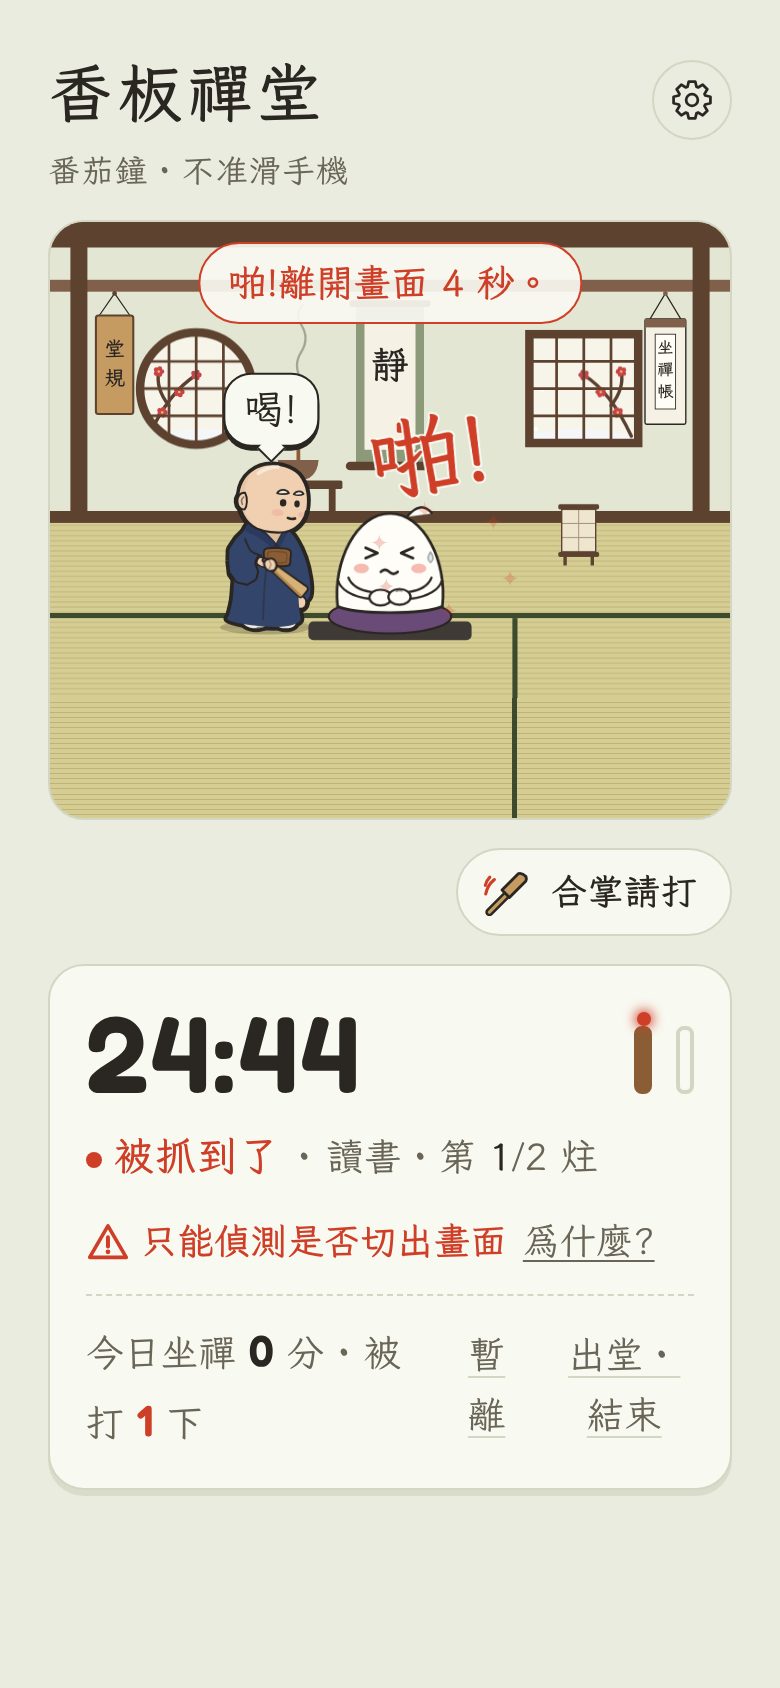 香板禪堂
番茄鐘・不准滑手機
啪!離開畫面 4 秒。
堂規
靜
坐禪帳
喝!
啪!
合掌請打
24:44
被抓到了・讀書・第 1/2 炷
只能偵測是否切出畫面 爲什麼?
今日坐禪 0 分・被
打 1 下
暫
離
出堂・
結束